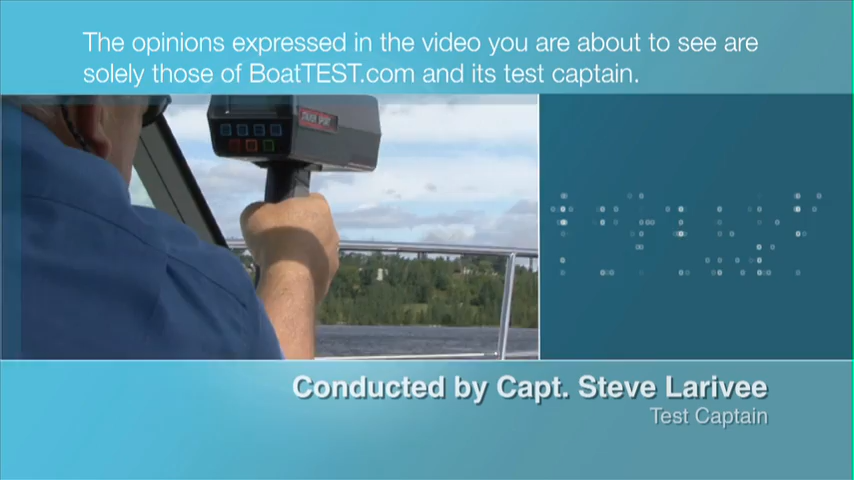 The opinions expressed in the video you are about to see are
solely those of BoatTEST.com and its test captain.
Conducted by Capt. Steve Larivee
Test Captain